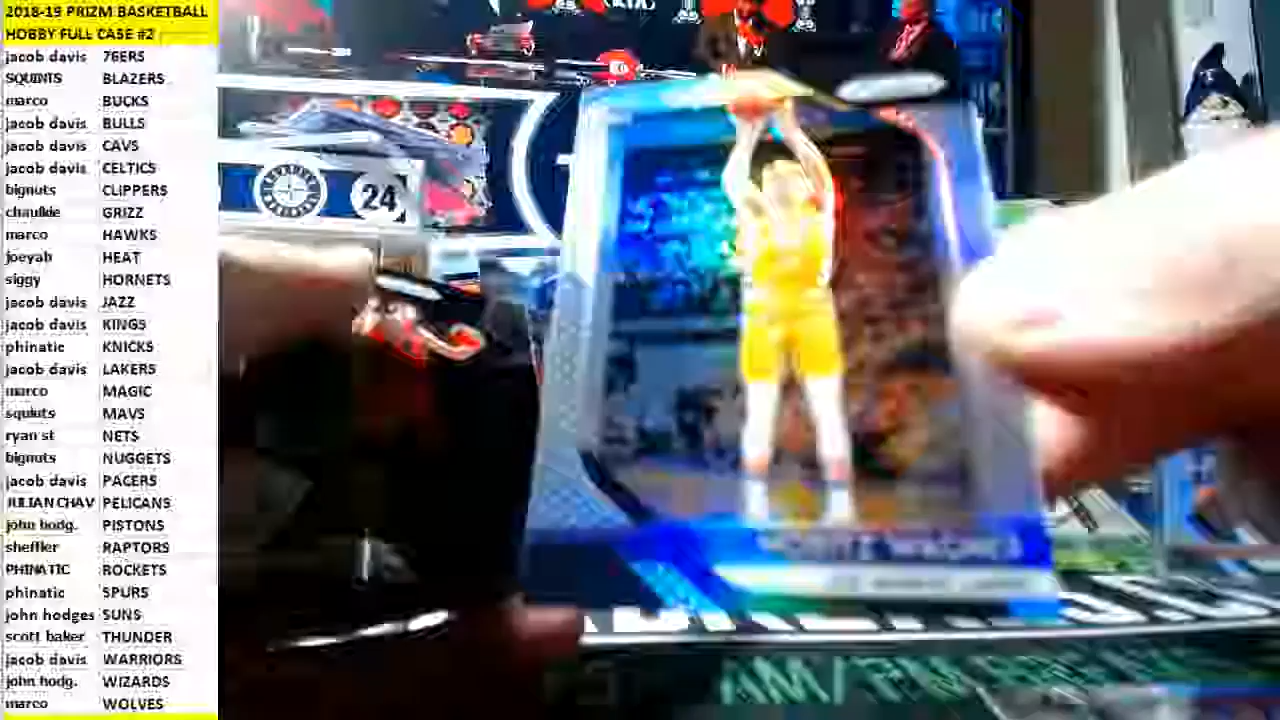 2018-19 PRIZM BASKETBALL
HOBBY FULL CASE #2
jacob davis 76ERS
SQUINTS BLAZERS
marco BUCKS
jacob davis BULLS
jacob davis CAVS
jacob davis CELTICS
bignuts CLIPPERS
chaulkie GRIZZ
marco HAWKS
joeyah HEAT
siggy HORNETS
jacob davis JAZZ
jacob davis KINGS
phinatic KNICKS
jacob davis LAKERS
marco MAGIC
squints MAVS
ryan st NETS
bignuts NUGGETS
jacob davis PACERS
JULIAN CHAV PELICANS
john hodg. PISTONS
sheffler RAPTORS
PHINATIC ROCKETS
phinatic SPURS
john hodges SUNS
scott baker THUNDER
jacob davis WARRIORS
john hodg. WIZARDS
marco WOLVES
24